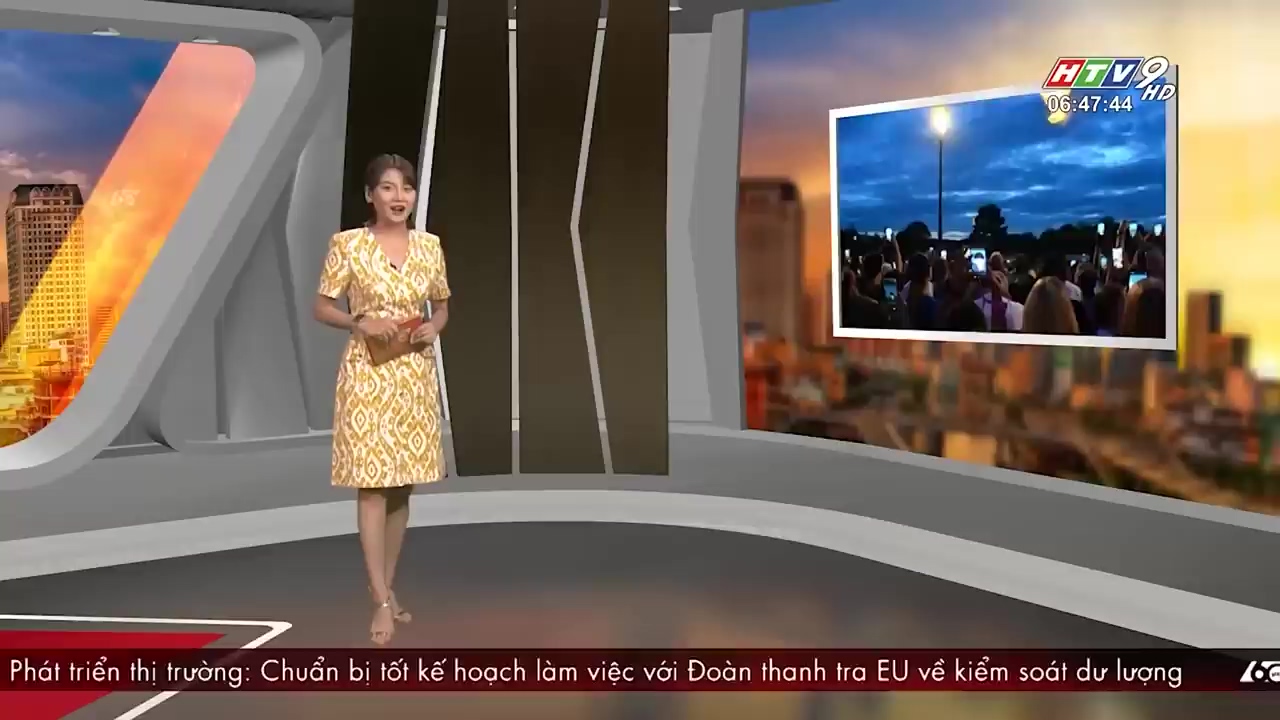 HTV9
HD
06:47:44
Phát triển thị trường: Chuẩn bị tốt kế hoạch làm việc với Đoàn thanh tra EU về kiểm soát dư lượng